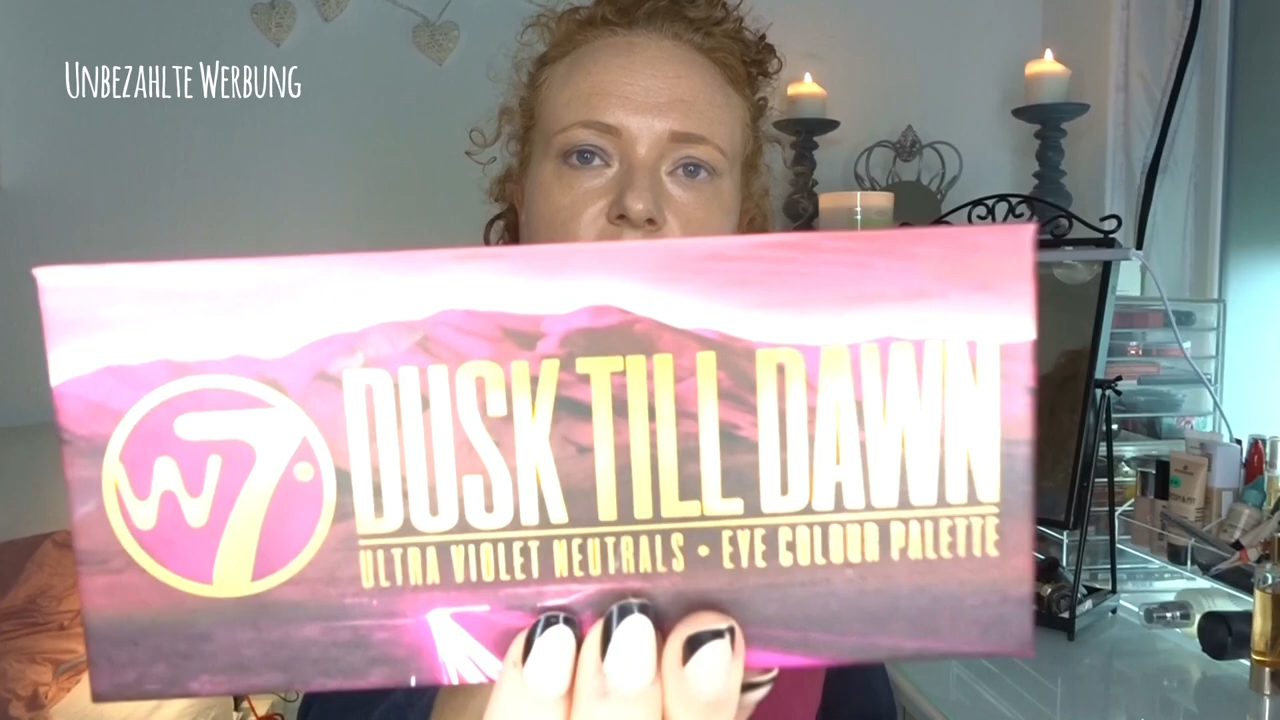 Unbezahlte Werbung
W7
DUSK TILL DAWN
ULTRA VIOLET NEUTRALS • EYE COLOUR PALETTE